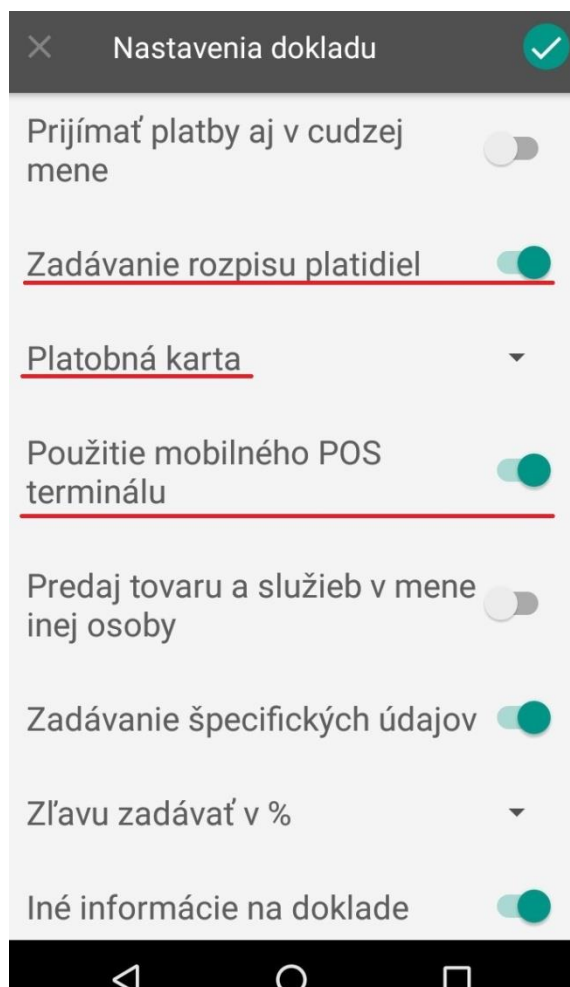 Nastavenia dokladu
Prijímať platby aj v cudzej
mene
Zadávanie rozpisu platidiel
Platobná karta
Použitie mobilného POS
terminálu
Predaj tovaru a služieb v mene
inej osoby
Zadávanie špecifických údajov
Zľavu zadávať v %
Iné informácie na doklade